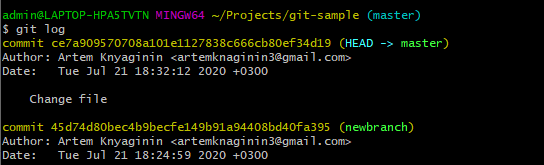 admin@LAPTOP-HPA5TVTN MINGW64 ~/Projects/git-sample (master)
$ git log
commit ce7a909570708a101e1127838c666cb80ef34d19 (HEAD -> master)
Author: Artem Knyaginin <artemknaginin3@gmail.com>
Date:   Tue Jul 21 18:32:12 2020 +0300
    Change file
commit 45d74d80bec4b9becfe149b91a94408bd40fa395 (newbranch)
Author: Artem Knyaginin <artemknaginin3@gmail.com>
Date:   Tue Jul 21 18:24:59 2020 +0300